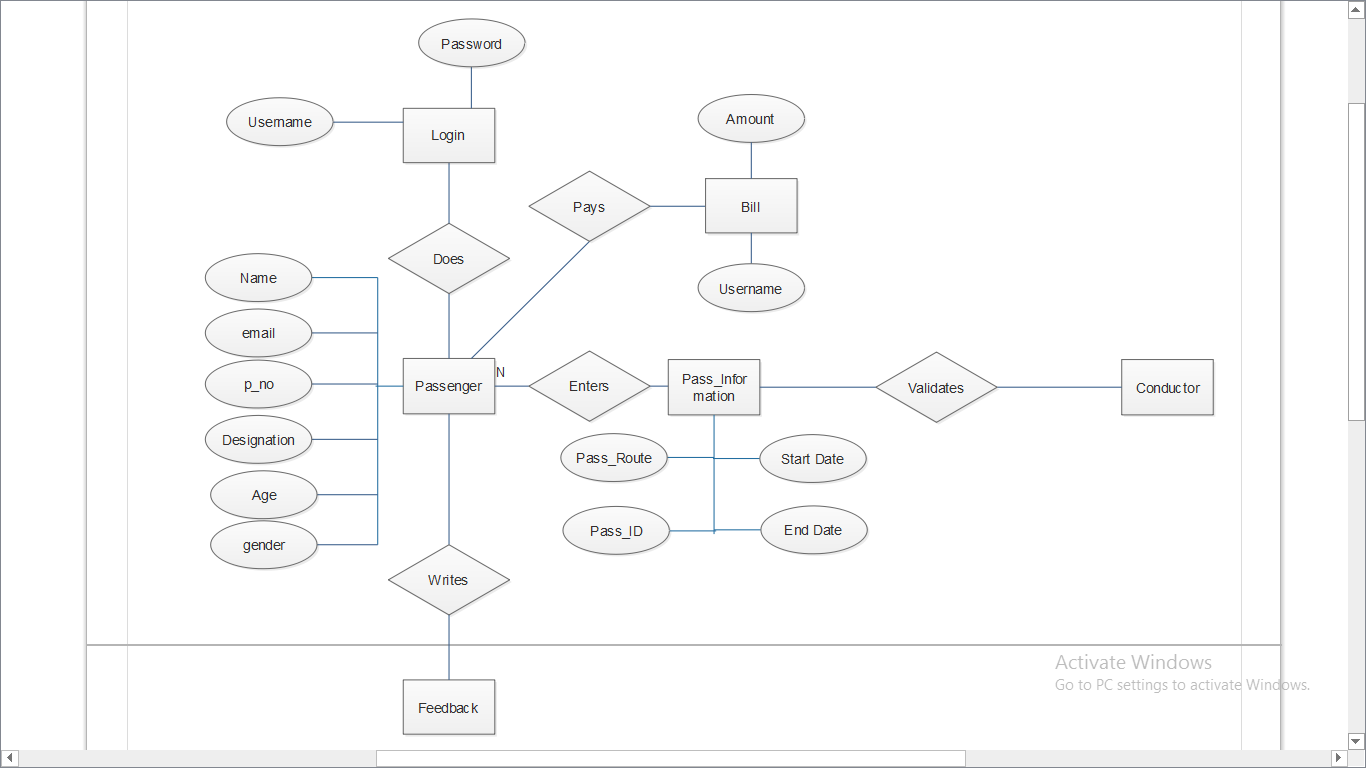 Password
Username
Login
Amount
Pays
Bill
Does
Name
Username
email
p_no
Passenger
N
Enters
Pass_Infor
mation
Validates
Conductor
Designation
Pass_Route
Start Date
Age
Pass_ID
End Date
gender
Writes
Feedback
Activate Windows
Go to PC settings to activate Windows.